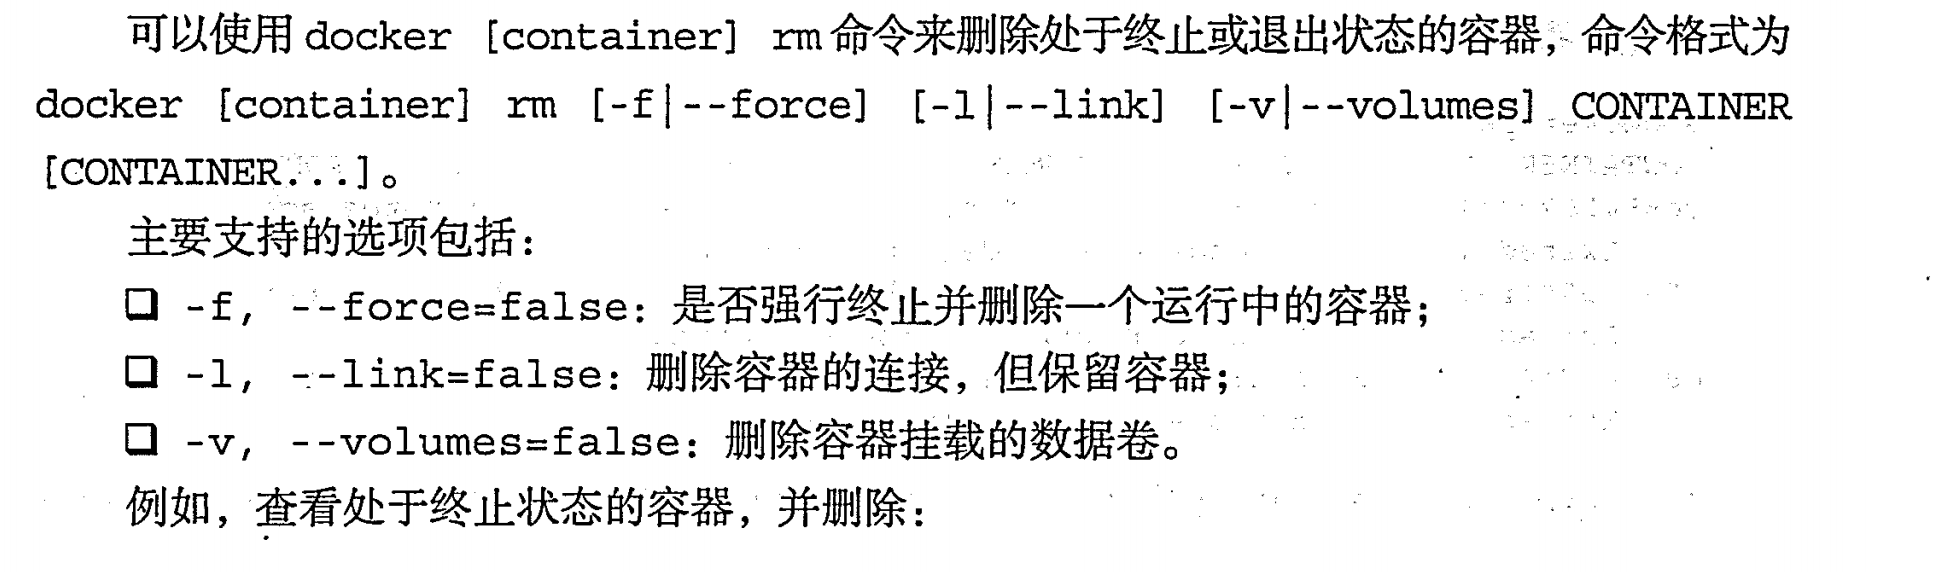 可以使用 docker [container] rm 命令来删除处于终止或退出状态的容器，命令格式为
docker [container] rm [-f|--force] [-l|--link] [-v|--volumes] CONTAINER
[CONTAINER...]。
主要支持的选项包括：
❑ -f, --force=false：是否强行终止并删除一个运行中的容器；
❑ -l, --link=false：删除容器的连接，但保留容器；
❑ -v, --volumes=false：删除容器挂载的数据卷。
例如，查看处于终止状态的容器，并删除：